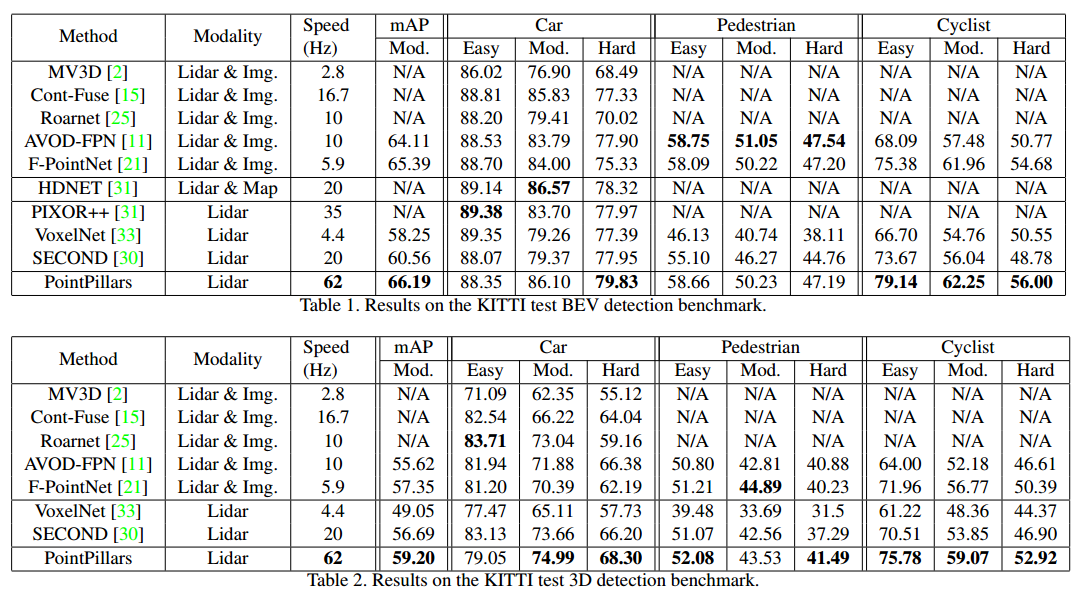 Method Modality Speed (Hz) mAP Car Pedestrian Cyclist
Mod. Easy Mod. Hard Easy Mod. Hard Easy Mod. Hard
MV3D [2] Lidar & Img. 2.8 N/A 86.02 76.90 68.49 N/A N/A N/A N/A N/A N/A
Cont-Fuse [15] Lidar & Img. 16.7 N/A 88.81 85.83 77.33 N/A N/A N/A N/A N/A N/A
Roarnet [25] Lidar & Img. 10 N/A 88.20 79.41 70.02 N/A N/A N/A N/A N/A N/A
AVOD-FPN [11] Lidar & Img. 10 64.11 88.53 83.79 77.90 58.75 51.05 47.54 68.09 57.48 50.77
F-PointNet [21] Lidar & Img. 5.9 65.39 88.70 84.00 75.33 58.09 50.22 47.20 75.38 61.96 54.68
HDNET [31] Lidar & Map 20 N/A 89.14 86.57 78.32 N/A N/A N/A N/A N/A N/A
PIXOR++ [31] Lidar 35 N/A 89.38 83.70 77.97 N/A N/A N/A N/A N/A N/A
VoxelNet [33] Lidar 4.4 58.25 89.35 79.26 77.39 46.13 40.74 38.11 66.70 54.76 50.55
SECOND [30] Lidar 20 60.56 88.07 79.37 77.95 55.10 46.27 44.76 73.67 56.04 48.78
PointPillars Lidar 62 66.19 88.35 86.10 79.83 58.66 50.23 47.19 79.14 62.25 56.00
Table 1. Results on the KITTI test BEV detection benchmark.
Method Modality Speed (Hz) mAP Car Pedestrian Cyclist
Mod. Easy Mod. Hard Easy Mod. Hard Easy Mod. Hard
MV3D [2] Lidar & Img. 2.8 N/A 71.09 62.35 55.12 N/A N/A N/A N/A N/A N/A
Cont-Fuse [15] Lidar & Img. 16.7 N/A 82.54 66.22 64.04 N/A N/A N/A N/A N/A N/A
Roarnet [25] Lidar & Img. 10 N/A 83.71 73.04 59.16 N/A N/A N/A N/A N/A N/A
AVOD-FPN [11] Lidar & Img. 10 55.62 81.94 71.88 66.38 50.80 42.81 40.88 64.00 52.18 46.61
F-PointNet [21] Lidar & Img. 5.9 57.35 81.20 70.39 62.19 51.21 44.89 40.23 71.96 56.77 50.39
VoxelNet [33] Lidar 4.4 49.05 77.47 65.11 57.73 39.48 33.69 31.5 61.22 48.36 44.37
SECOND [30] Lidar 20 56.69 83.13 73.66 66.20 51.07 42.56 37.29 70.51 53.85 46.90
PointPillars Lidar 62 59.20 79.05 74.99 68.30 52.08 43.53 41.49 75.78 59.07 52.92
Table 2. Results on the KITTI test 3D detection benchmark.